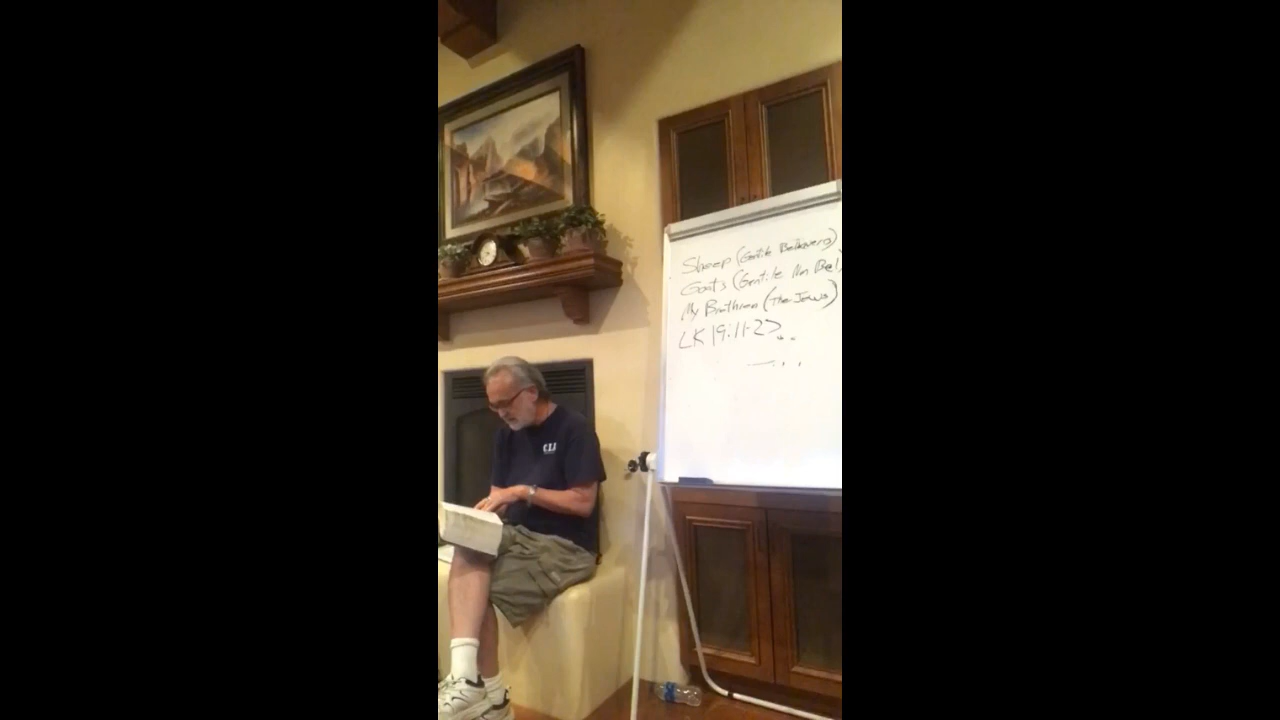 Sheep (Gentile Believers)
Goats (Gentile Non Bel
My Brethren (The Jews)
LK 19:11-27